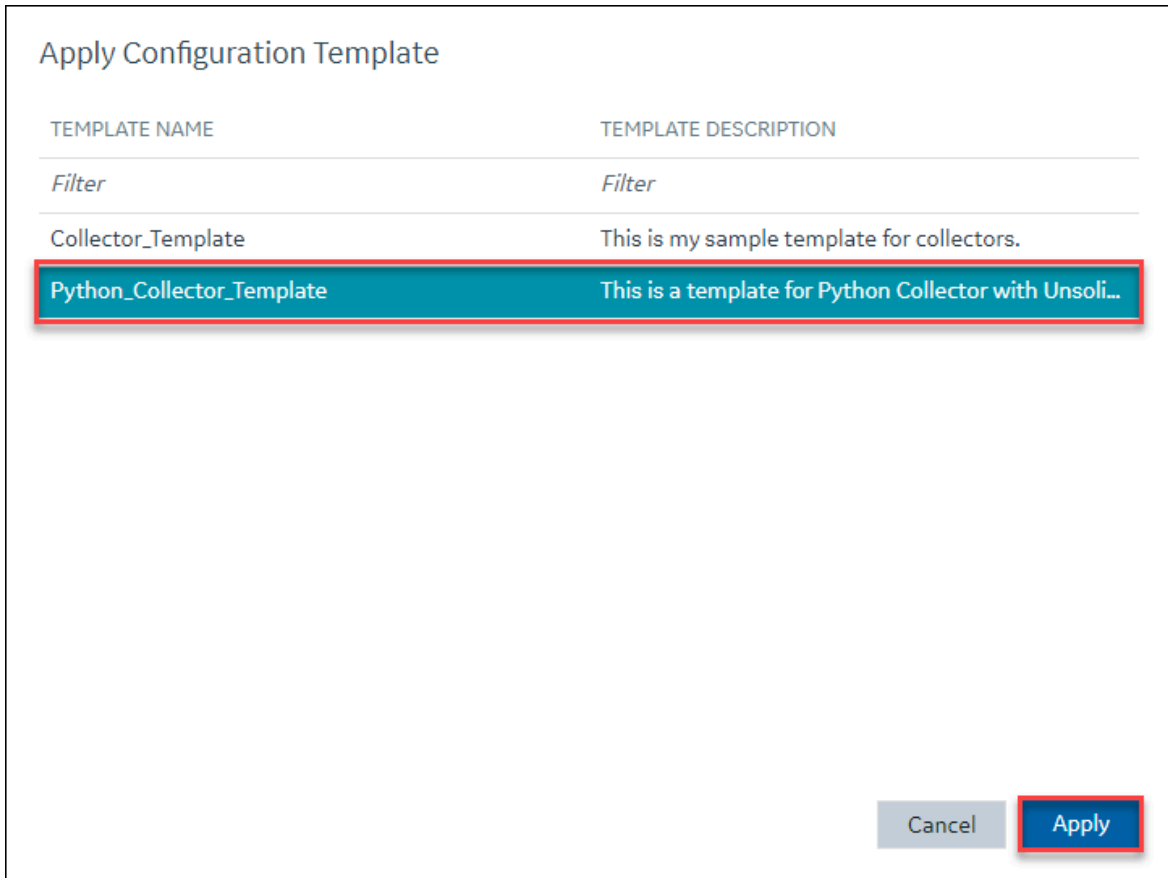 Apply Configuration Template
TEMPLATE NAME TEMPLATE DESCRIPTION
Filter Filter
Collector_Template This is my sample template for collectors.
Python_Collector_Template This is a template for Python Collector with Unsoli...
Cancel Apply